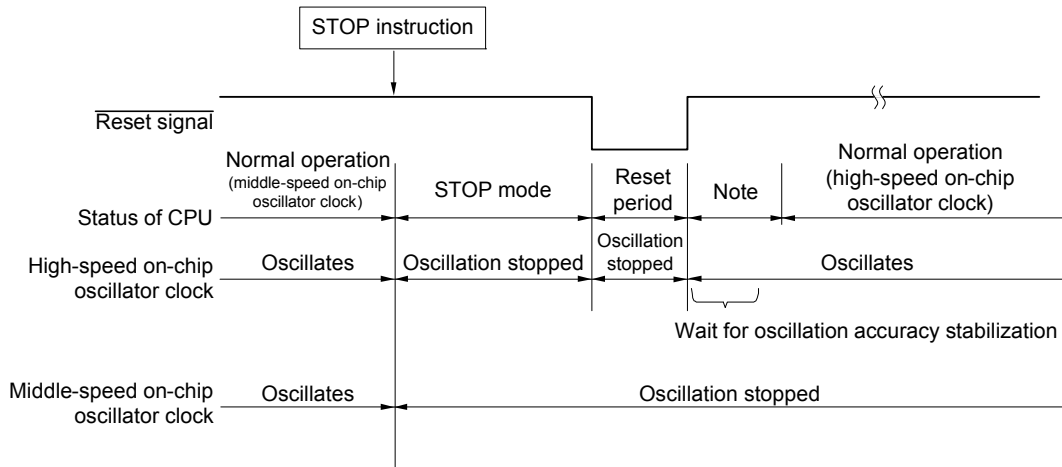 STOP instruction
Reset signal
Normal operation
(middle-speed on-chip
oscillator clock)
STOP mode
Reset
period
Note
Normal operation
(high-speed on-chip
oscillator clock)
Status of CPU
High-speed on-chip
oscillator clock
Oscillates
Oscillation stopped
Oscillation
stopped
Oscillates
Wait for oscillation accuracy stabilization
Middle-speed on-chip
oscillator clock
Oscillates
Oscillation stopped